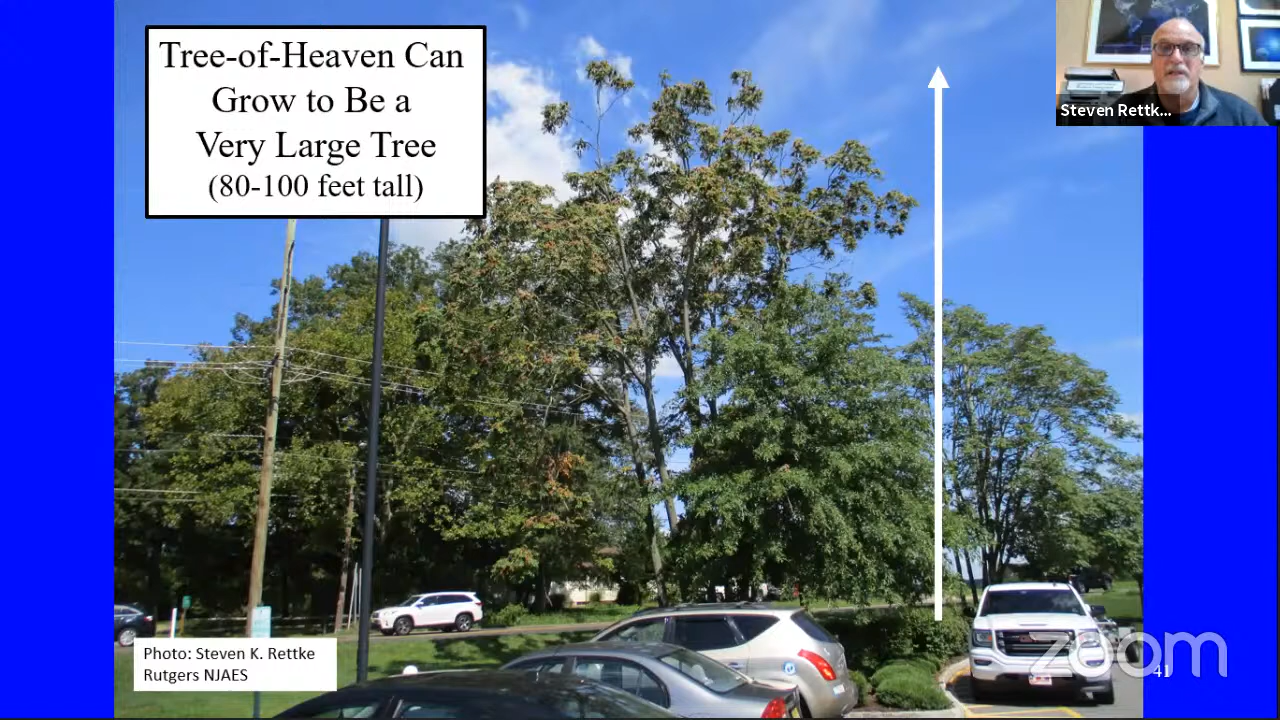 Tree-of-Heaven Can
Grow to Be a
Very Large Tree
(80-100 feet tall)
Steven Rettk...
Photo: Steven K. Rettke
Rutgers NJAES
zoom
41